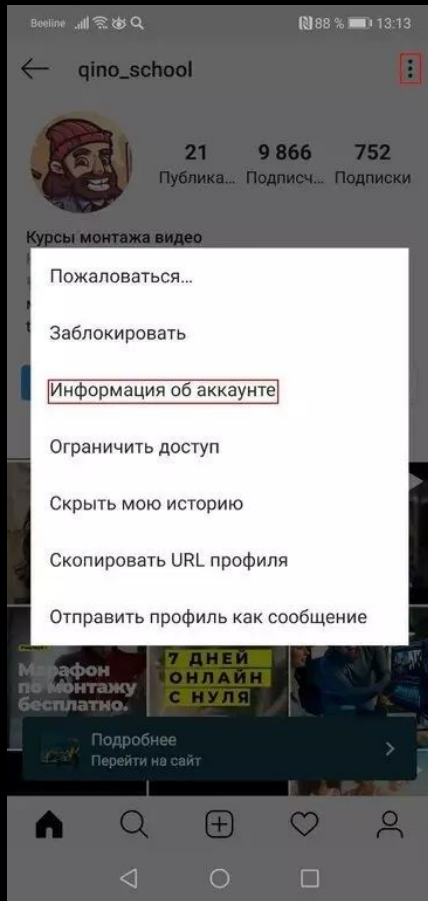 Beeline 88 % 13:13
qino_school
21 9 866 752
Публика... Подписч... Подписки
Курсы монтажа видео
Пожаловаться...
Заблокировать
Информация об аккаунте
Ограничить доступ
Скрыть мою историю
Скопировать URL профиля
Отправить профиль как сообщение
Марафон
по монтажу
бесплатно.
7 ДНЕЙ
ОНЛАЙН
С НУЛЯ
Подробнее
Перейти на сайт